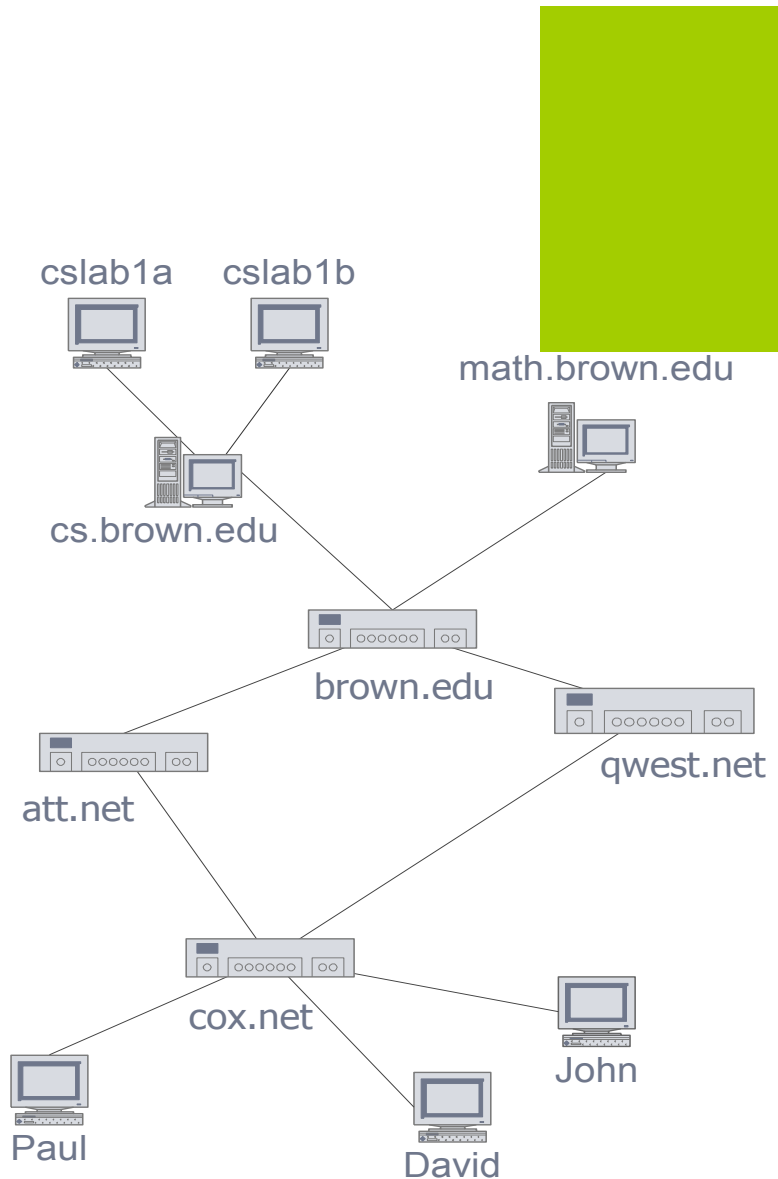 cslab1a
cslab1b
math.brown.edu
cs.brown.edu
brown.edu
qwest.net
att.net
cox.net
John
Paul
David